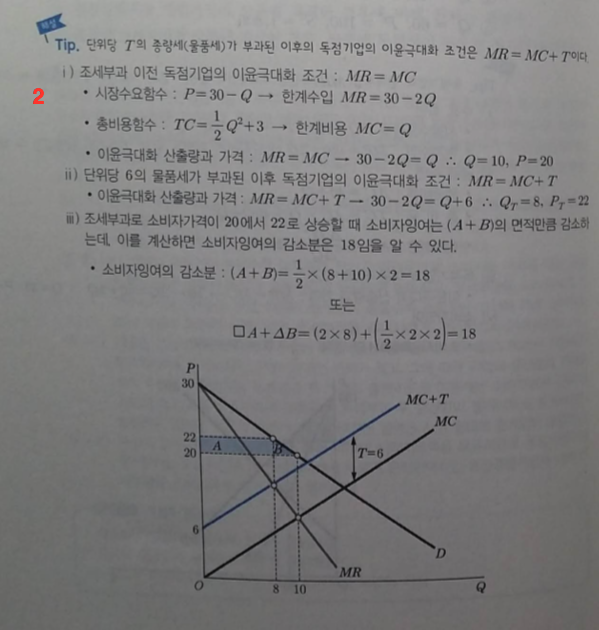 해설
Tip. 단위당 T의 종량세(물품세)가 부과된 이후의 독점기업의 이윤극대화 조건은 MR=MC+T이다.
ⅰ) 조세부과 이전 독점기업의 이윤극대화 조건 : MR=MC
2
• 시장수요함수 : P=30-Q → 한계수입 MR=30-2Q
• 총비용함수 : TC=1/2Q²+3 → 한계비용 MC=Q
• 이윤극대화 산출량과 가격 : MR=MC → 30-2Q=Q ∴ Q=10, P=20
ⅱ) 단위당 6의 물품세가 부과된 이후 독점기업의 이윤극대화 조건 : MR=MC+T
• 이윤극대화 산출량과 가격 : MR=MC+T → 30-2Q=Q+6 ∴ Q_T=8, P_T=22
ⅲ) 조세부과로 소비자가격이 20에서 22로 상승할 때 소비자잉여는 (A+B)의 면적만큼 감소하
는데, 이를 계산하면 소비자잉여의 감소분은 18임을 알 수 있다.
• 소비자잉여의 감소분 : (A+B)=1/2×(8+10)×2=18
또는
□A+ΔB=(2×8)+(1/2×2×2)=18
P
30
MC+T
MC
22
A
B
20
T=6
6
D
MR
O
8
10
Q